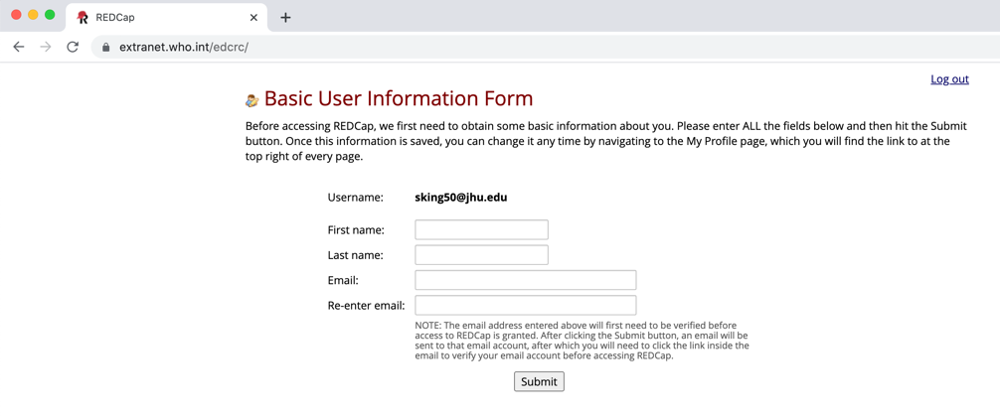 REDCap
extranet.who.int/edcrc/
Log out
Basic User Information Form
Before accessing REDCap, we first need to obtain some basic information about you. Please enter ALL the fields below and then hit the Submit
button. Once this information is saved, you can change it any time by navigating to the My Profile page, which you will find the link to at the
top right of every page.
Username: sking50@jhu.edu
First name:
Last name:
Email:
Re-enter email:
NOTE: The email address entered above will first need to be verified before
access to REDCap is granted. After clicking the Submit button, an email will be
sent to that email account, after which you will need to click the link inside the
email to verify your email account before accessing REDCap.
Submit